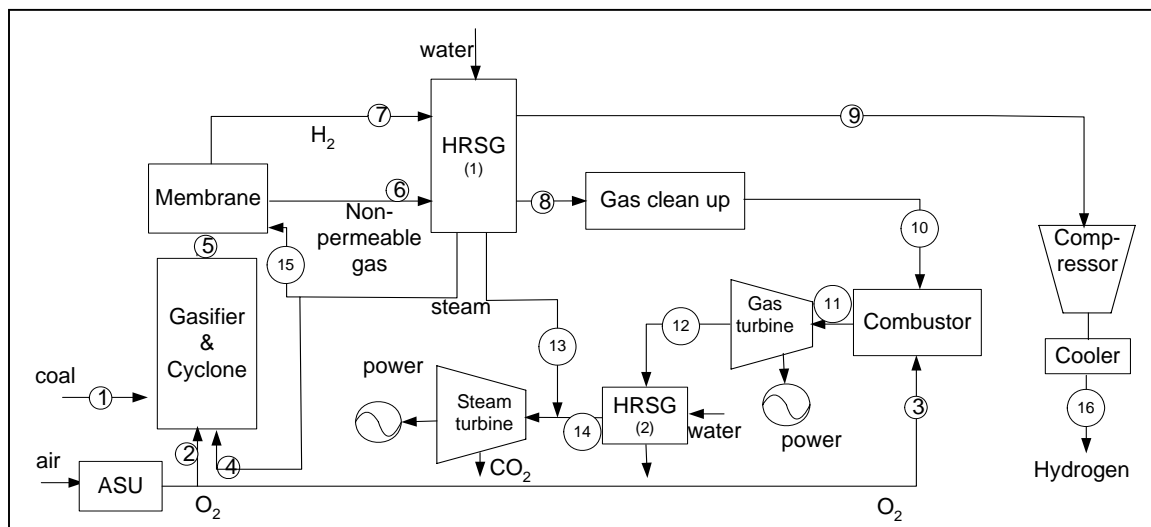 water
7
9
H2
HRSG
(1)
Membrane
6
8
Gas clean up
Non-
permeable
gas
5
10
15
Comp-
ressor
steam
Gasifier
&
Cyclone
Gas
turbine
11
Combustor
12
13
Cooler
coal
1
power
Steam
turbine
HRSG
(2)
14
water
3
16
power
2
4
air
ASU
CO2
Hydrogen
O2
O2